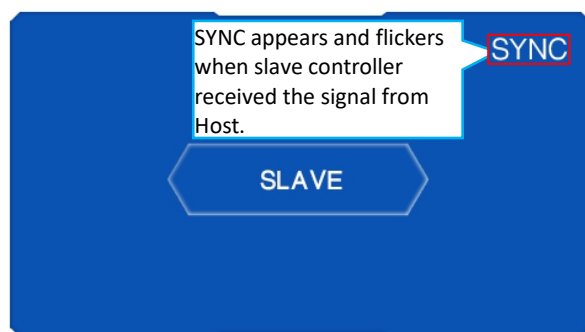 SYNC appears and flickers
when slave controller
received the signal from
Host.
SYNC
SLAVE